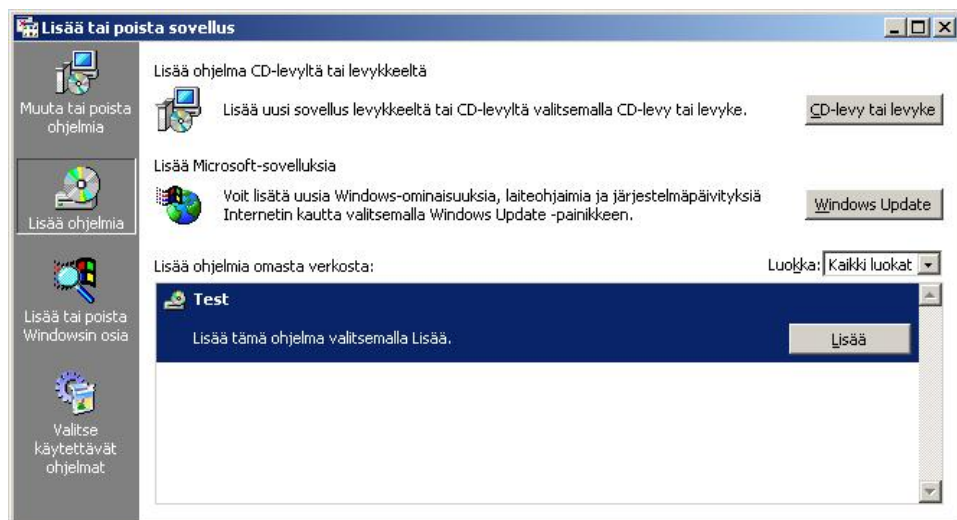 Lisää tai poista sovellus
Muuta tai poista
ohjelmia
Lisää ohjelmia
Lisää tai poista
Windowsin osia
Valitse
käytettävät
ohjelmat
Lisää ohjelma CD-levyltä tai levykkeeltä
Lisää uusi sovellus levykkeeltä tai CD-levyltä valitsemalla CD-levy tai levyke.
CD-levy tai levyke
Lisää Microsoft-sovelluksia
Voit lisätä uusia Windows-ominaisuuksia, laiteohjaimia ja järjestelmäpäivityksiä
Internetin kautta valitsemalla Windows Update -painikkeen.
Windows Update
Lisää ohjelmia omasta verkosta:
Luokka: Kaikki luokat
Test
Lisää tämä ohjelma valitsemalla Lisää.
Lisää